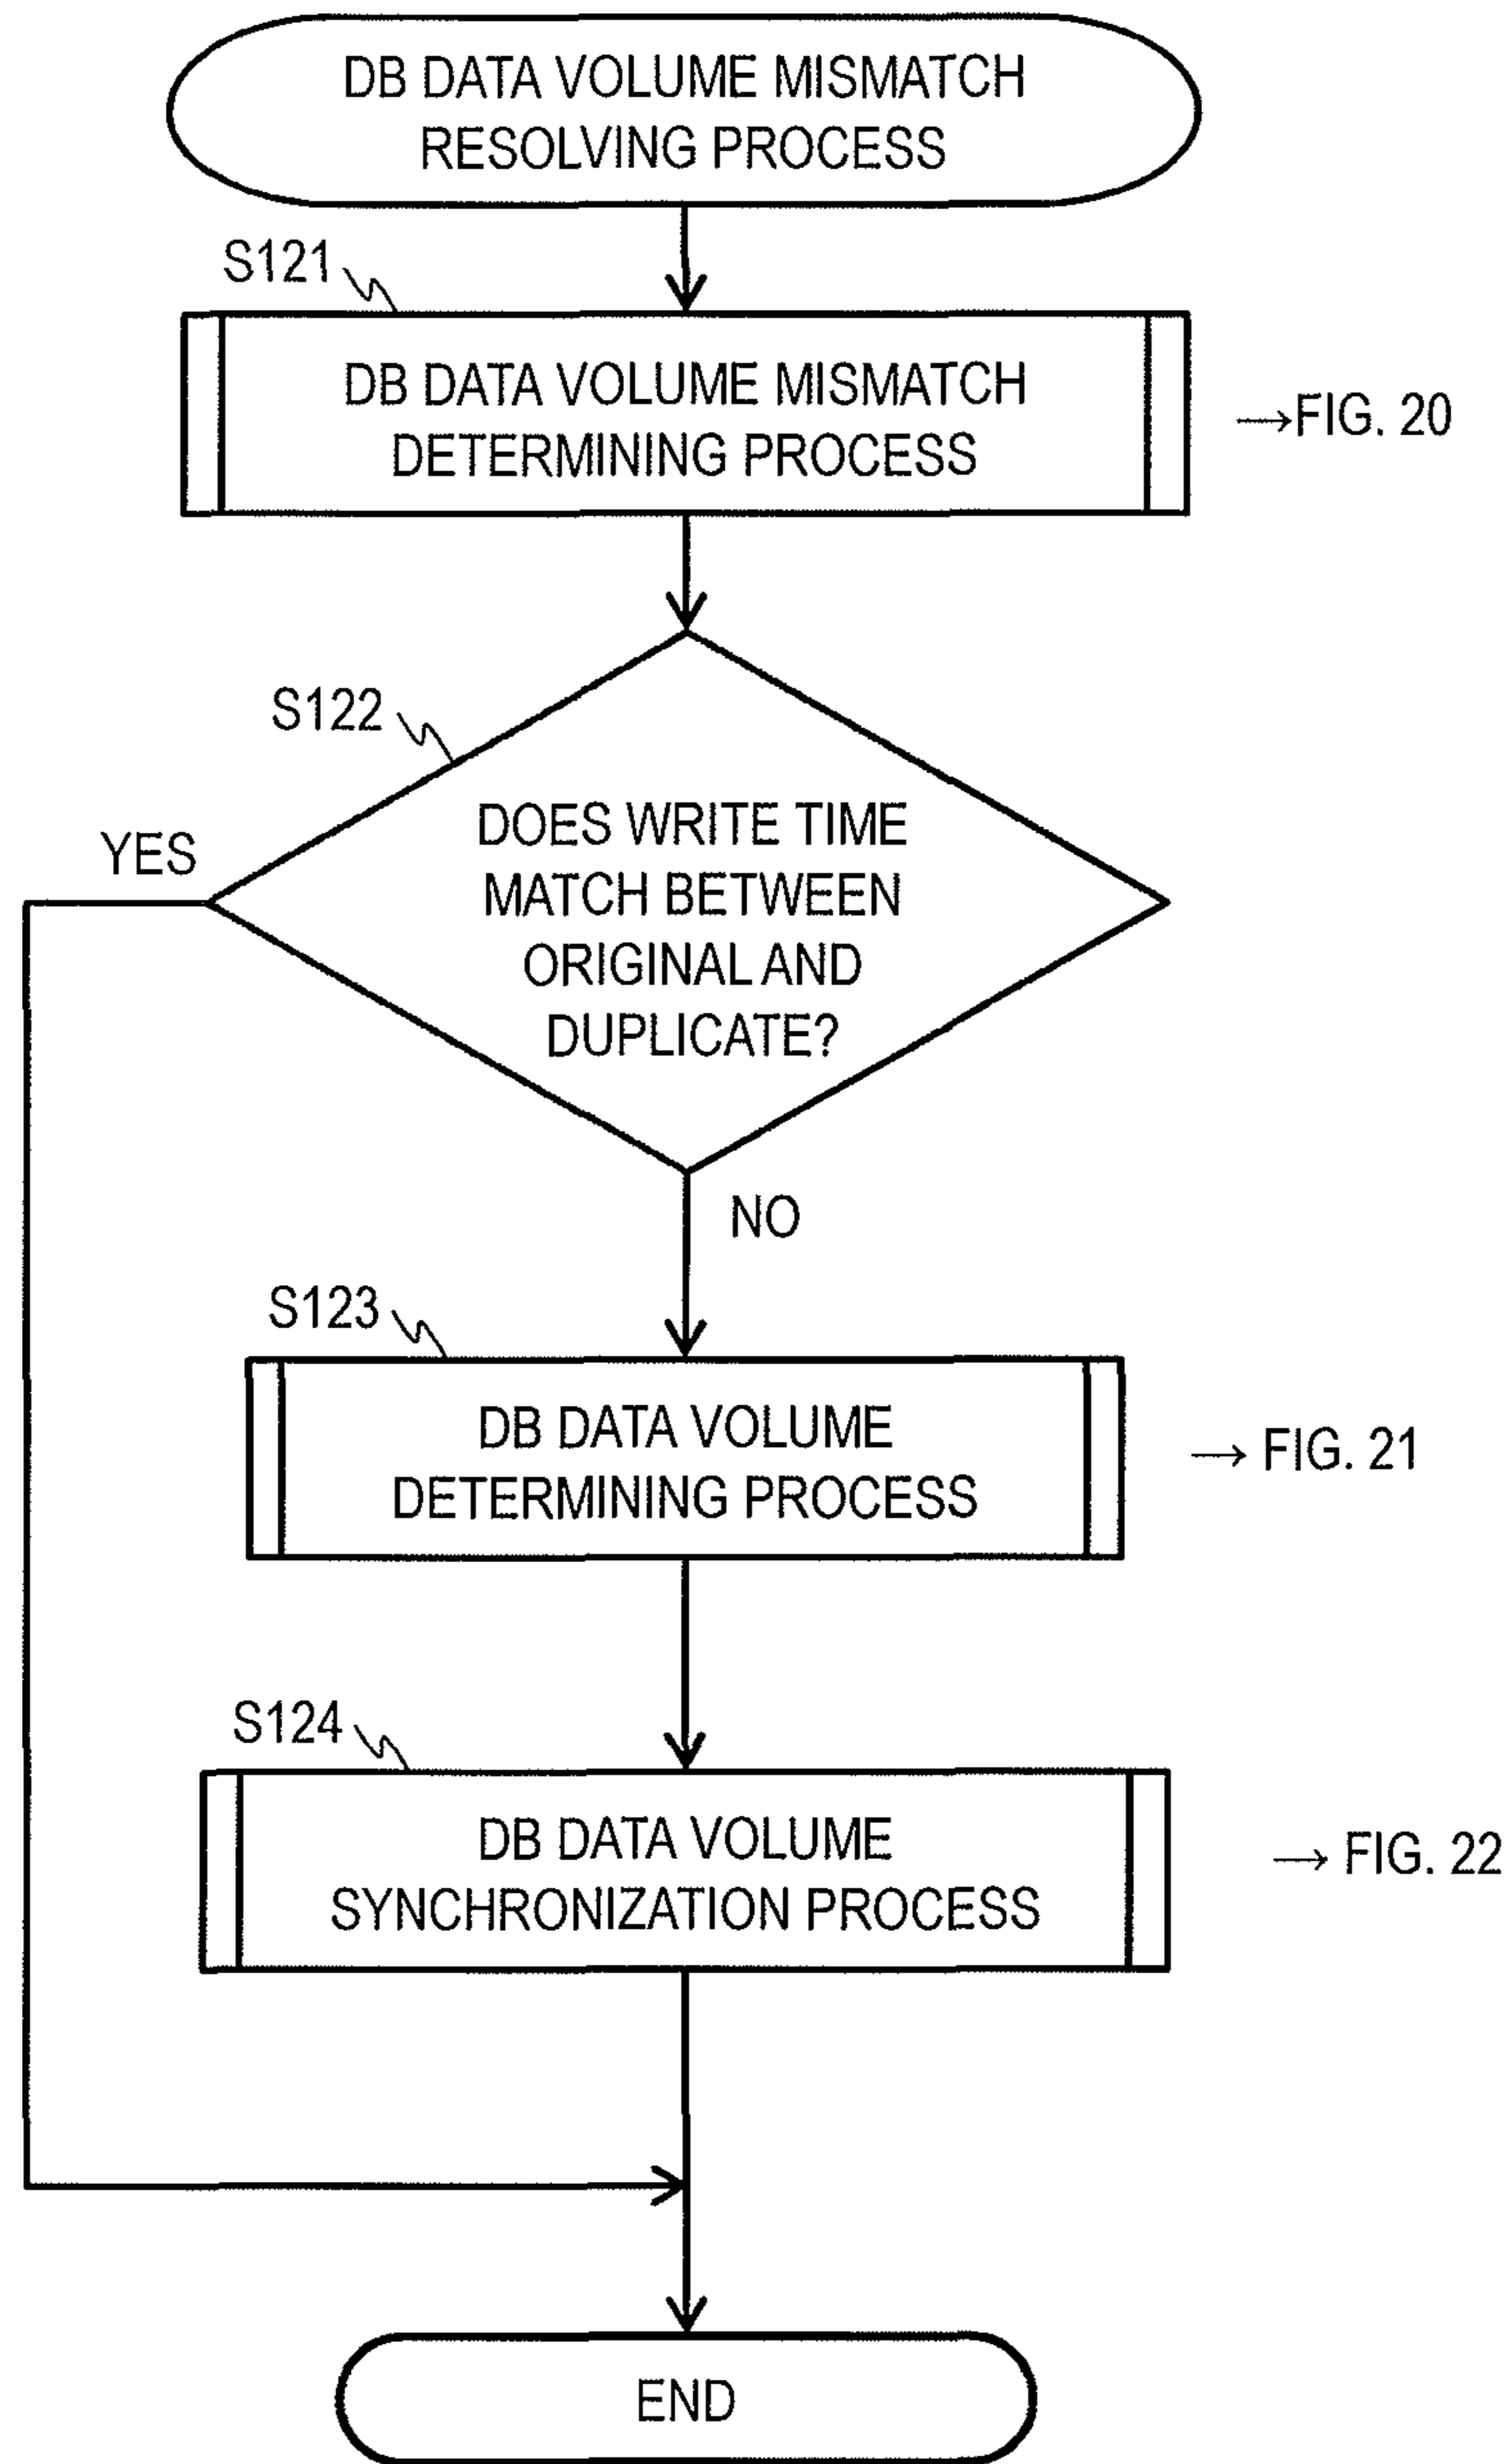 DB DATA VOLUME MISMATCH
RESOLVING PROCESS
S121
DB DATA VOLUME MISMATCH
DETERMINING PROCESS
→FIG. 20
S122
YES
DOES WRITE TIME
MATCH BETWEEN
ORIGINAL AND
DUPLICATE?
NO
S123
DB DATA VOLUME
DETERMINING PROCESS
→ FIG. 21
S124
DB DATA VOLUME
SYNCHRONIZATION PROCESS
→ FIG. 22
END